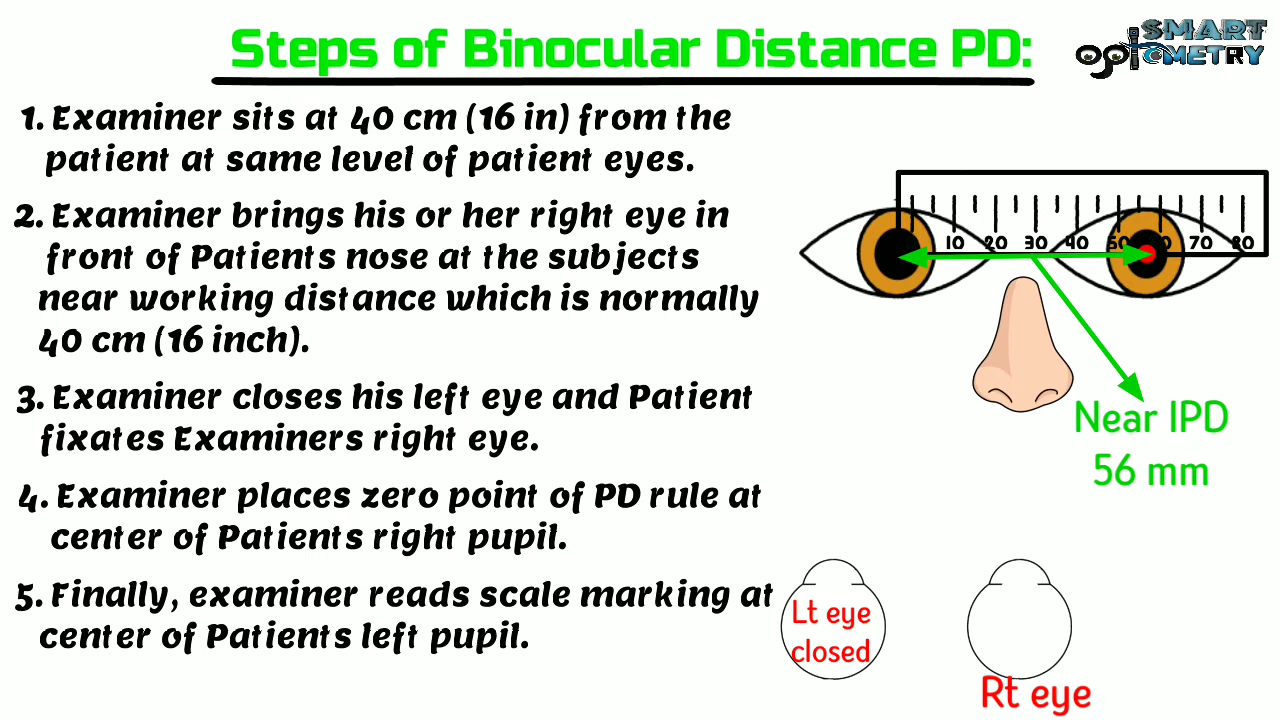 Steps of Binocular Distance PD:
SMART
OPTOMETRY
1. Examiner sits at 40 cm (16 in) from the
patient at same level of patient eyes.
2. Examiner brings his or her right eye in
front of Patients nose at the subjects
near working distance which is normally
40 cm (16 inch).
3. Examiner closes his left eye and Patient
fixates Examiners right eye.
4. Examiner places zero point of PD rule at
center of Patients right pupil.
5. Finally, examiner reads scale marking at
center of Patients left pupil.
10 20 30 40 50 60 70 80
Near IPD
56 mm
Lt eye
closed
Rt eye